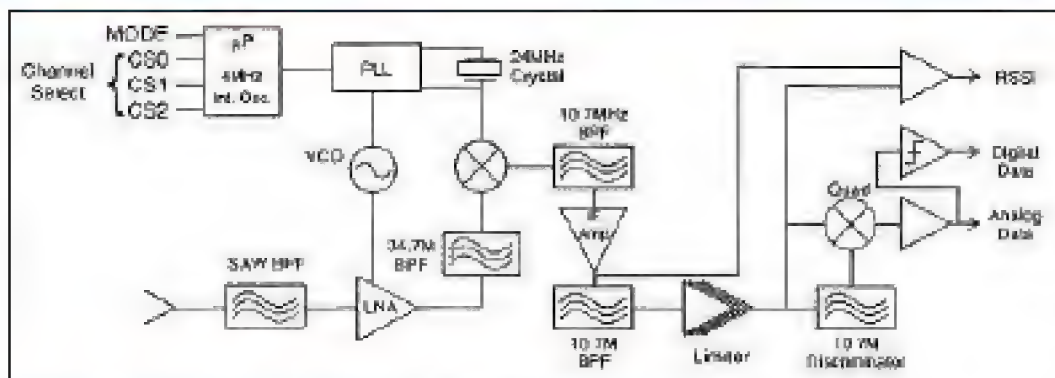 MODE
Channel
Select
CS0
CS1
CS2
µP
4MHz
Int. Osc.
PLL
24MHz
Crystal
VCO
SAW BPF
LNA
34.7M
BPF
10.7MHz
BPF
Amp
10.7M
BPF
Limiter
10.7M
Discriminator
Quad
RSSI
Digital
Data
Analog
Data